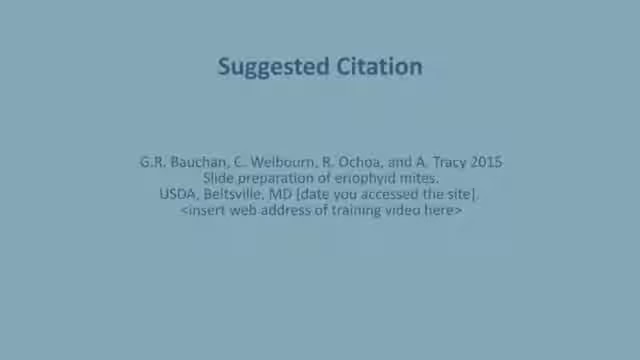 Suggested Citation
G.R. Bauchan, C. Welbourn, R. Ochoa, and A. Tracy 2015
Slide preparation of eriophyid mites.
USDA, Beltsville, MD [date you accessed the site].
<insert web address of training video here>